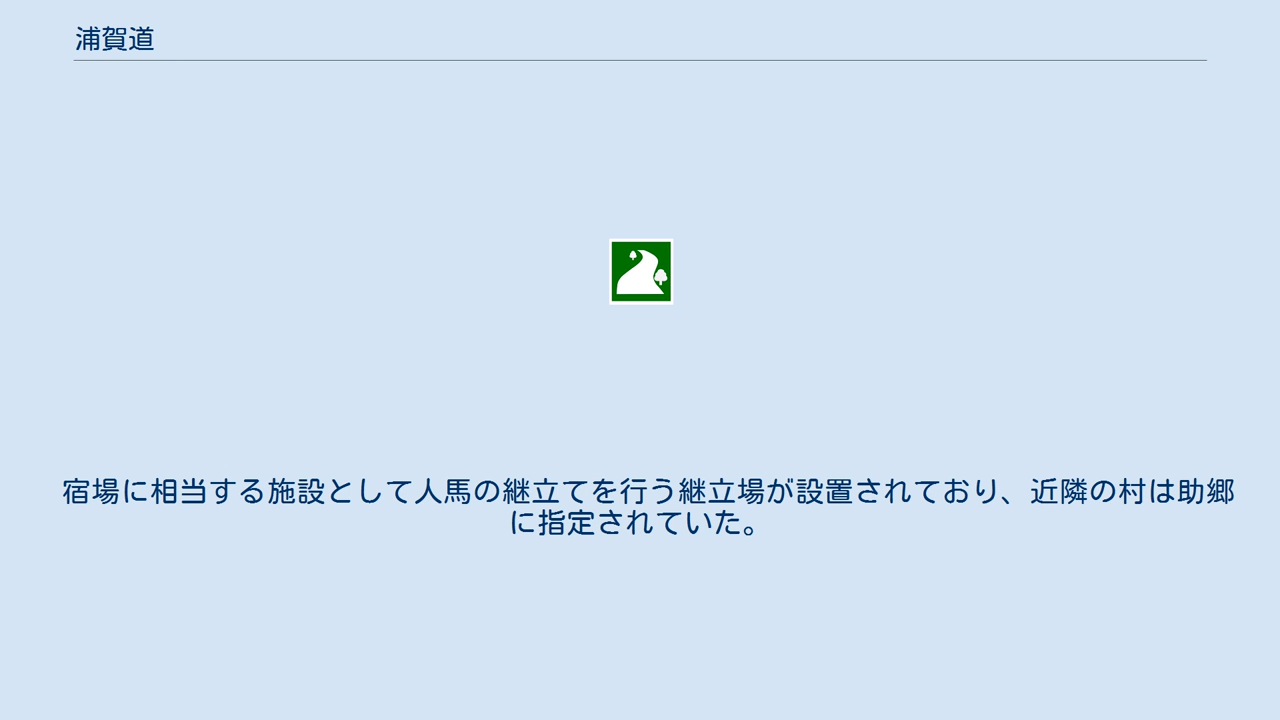 浦賀道
宿場に相当する施設として人馬の継立てを行う継立場が設置されており、近隣の村は助郷
に指定されていた。